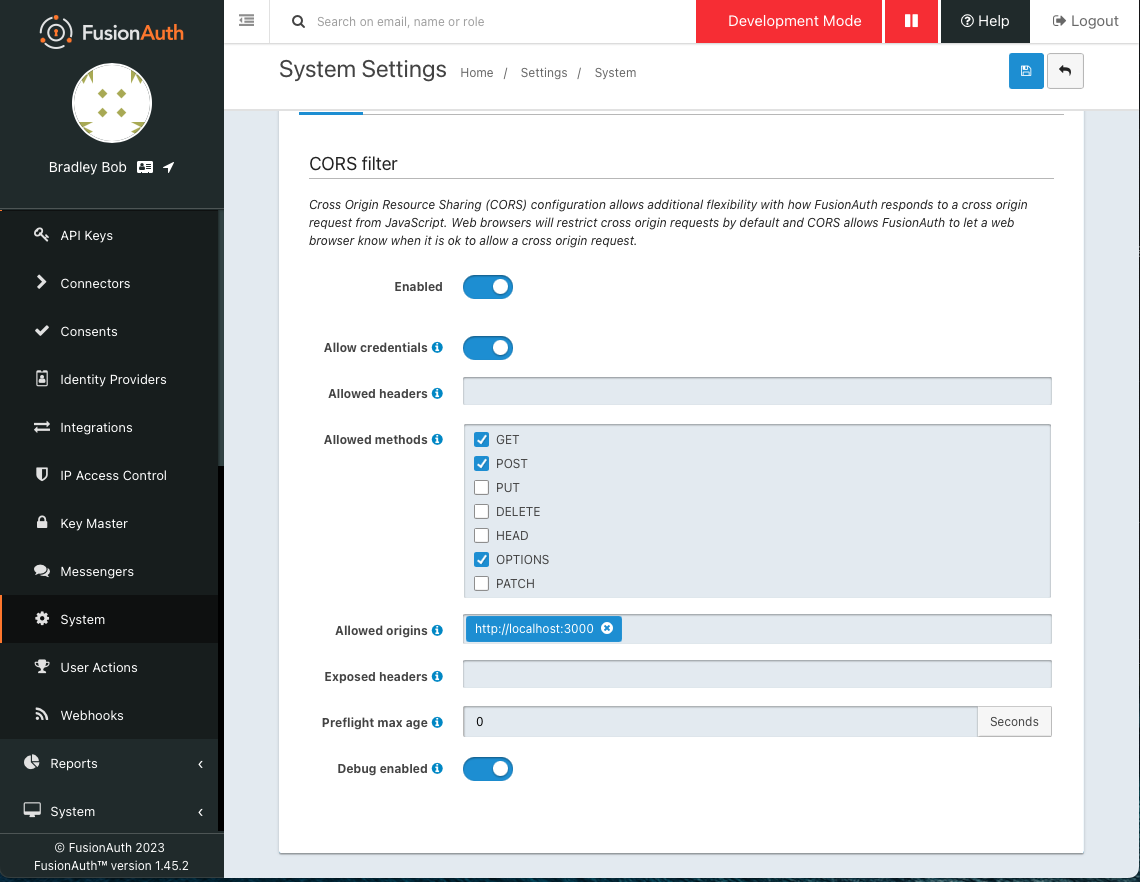 FusionAuth
Search on email, name or role
Development Mode
Help
Logout
System Settings
Home / Settings / System
Bradley Bob
API Keys
Connectors
Consents
Identity Providers
Integrations
IP Access Control
Key Master
Messengers
System
User Actions
Webhooks
Reports
System
© FusionAuth 2023
FusionAuth™ version 1.45.2
CORS filter
Cross Origin Resource Sharing (CORS) configuration allows additional flexibility with how FusionAuth responds to a cross origin
request from JavaScript. Web browsers will restrict cross origin requests by default and CORS allows FusionAuth to let a web
browser know when it is ok to allow a cross origin request.
Enabled
Allow credentials
Allowed headers
Allowed methods
GET
POST
PUT
DELETE
HEAD
OPTIONS
PATCH
Allowed origins
http://localhost:3000
Exposed headers
Preflight max age
0
Seconds
Debug enabled